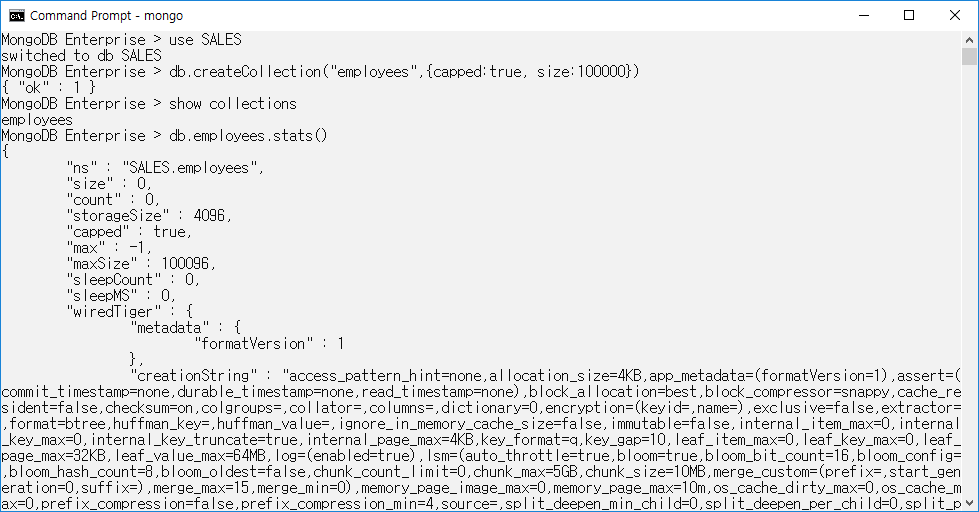 Command Prompt - mongo
MongoDB Enterprise > use SALES
switched to db SALES
MongoDB Enterprise > db.createCollection("employees",{capped:true, size:100000})
{ "ok" : 1 }
MongoDB Enterprise > show collections
employees
MongoDB Enterprise > db.employees.stats()
{
        "ns" : "SALES.employees",
        "size" : 0,
        "count" : 0,
        "storageSize" : 4096,
        "capped" : true,
        "max" : -1,
        "maxSize" : 100096,
        "sleepCount" : 0,
        "sleepMS" : 0,
        "wiredTiger" : {
                "metadata" : {
                        "formatVersion" : 1
                },
                "creationString" : "access_pattern_hint=none,allocation_size=4KB,app_metadata=(formatVersion=1),assert=(
commit_timestamp=none,durable_timestamp=none,read_timestamp=none),block_allocation=best,block_compressor=snappy,cache_re
sident=false,checksum=on,colgroups=,collator=,columns=,dictionary=0,encryption=(keyid=,name=),exclusive=false,extractor=
,format=btree,huffman_key=,huffman_value=,ignore_in_memory_cache_size=false,immutable=false,internal_item_max=0,internal
_key_max=0,internal_key_truncate=true,internal_page_max=4KB,key_format=q,key_gap=10,leaf_item_max=0,leaf_key_max=0,leaf_
page_max=32KB,leaf_value_max=64MB,log=(enabled=true),lsm=(auto_throttle=true,bloom=true,bloom_bit_count=16,bloom_config=
,bloom_hash_count=8,bloom_oldest=false,chunk_count_limit=0,chunk_max=5GB,chunk_size=10MB,merge_custom=(prefix=,start_gen
eration=0,suffix=),merge_max=15,merge_min=0),memory_page_image_max=0,memory_page_max=10m,os_cache_dirty_max=0,os_cache_m
ax=0,prefix_compression=false,prefix_compression_min=4,source=,split_deepen_min_child=0,split_deepen_per_child=0,split_p